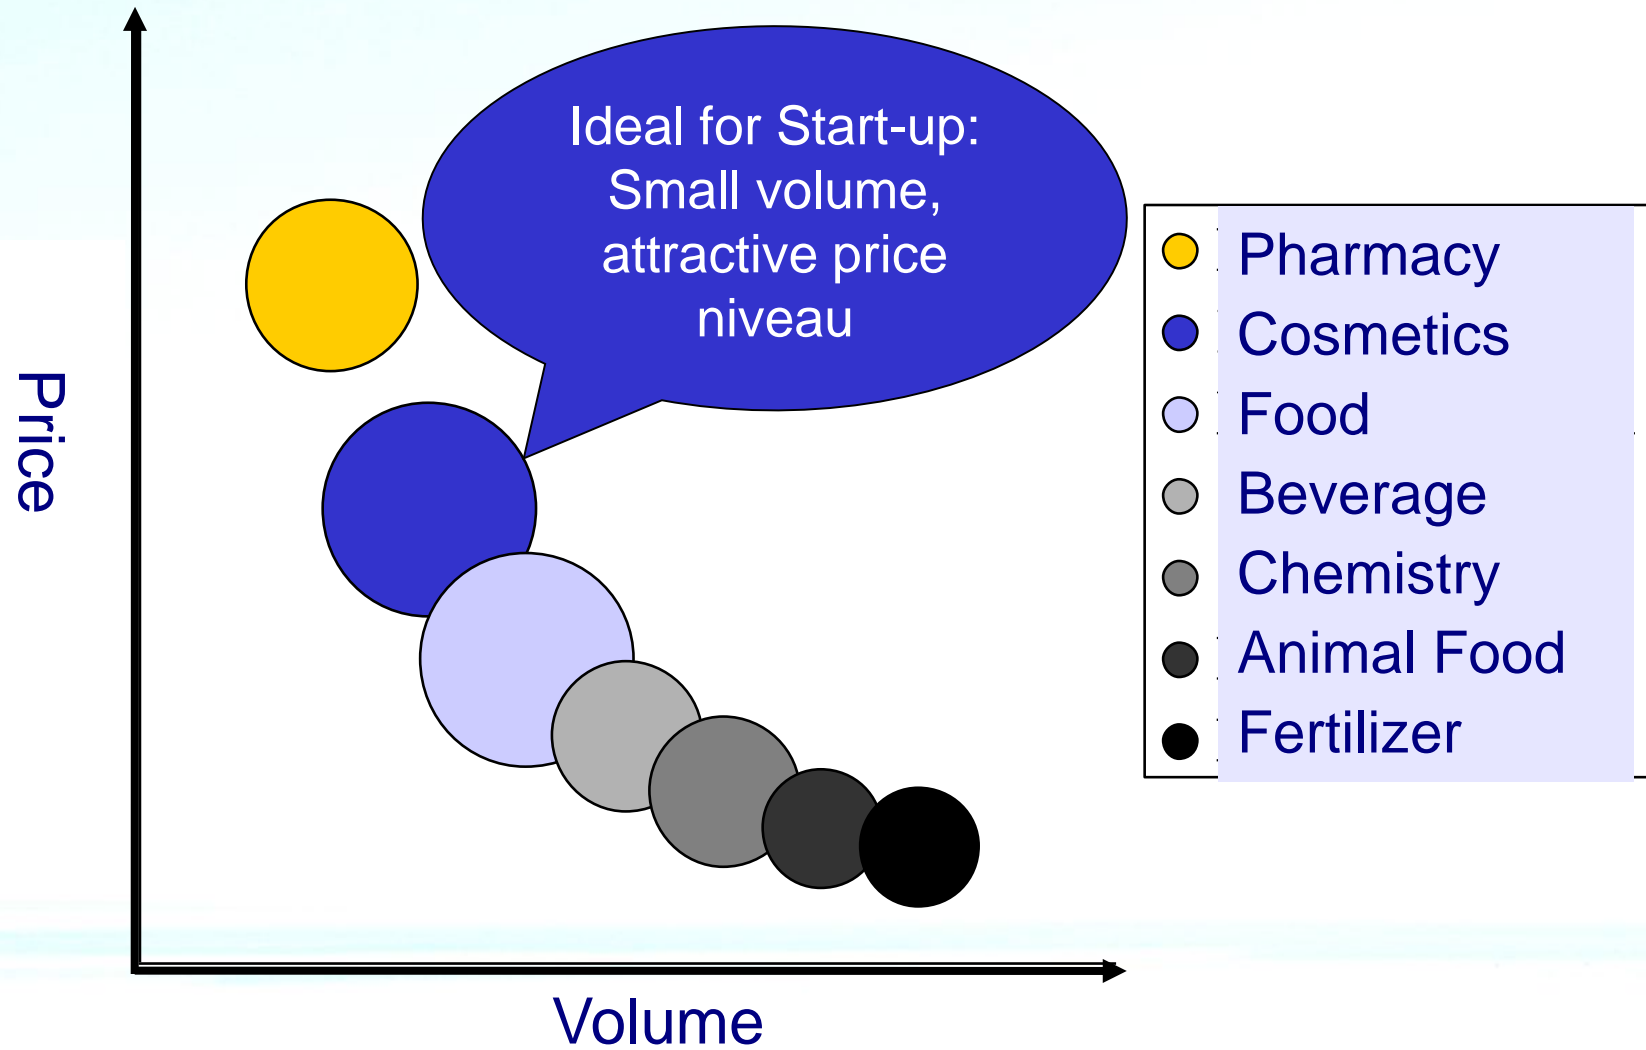 Ideal for Start-up:
Small volume,
attractive price
niveau
Price
Pharmacy
Cosmetics
Food
Beverage
Chemistry
Animal Food
Fertilizer
Volume